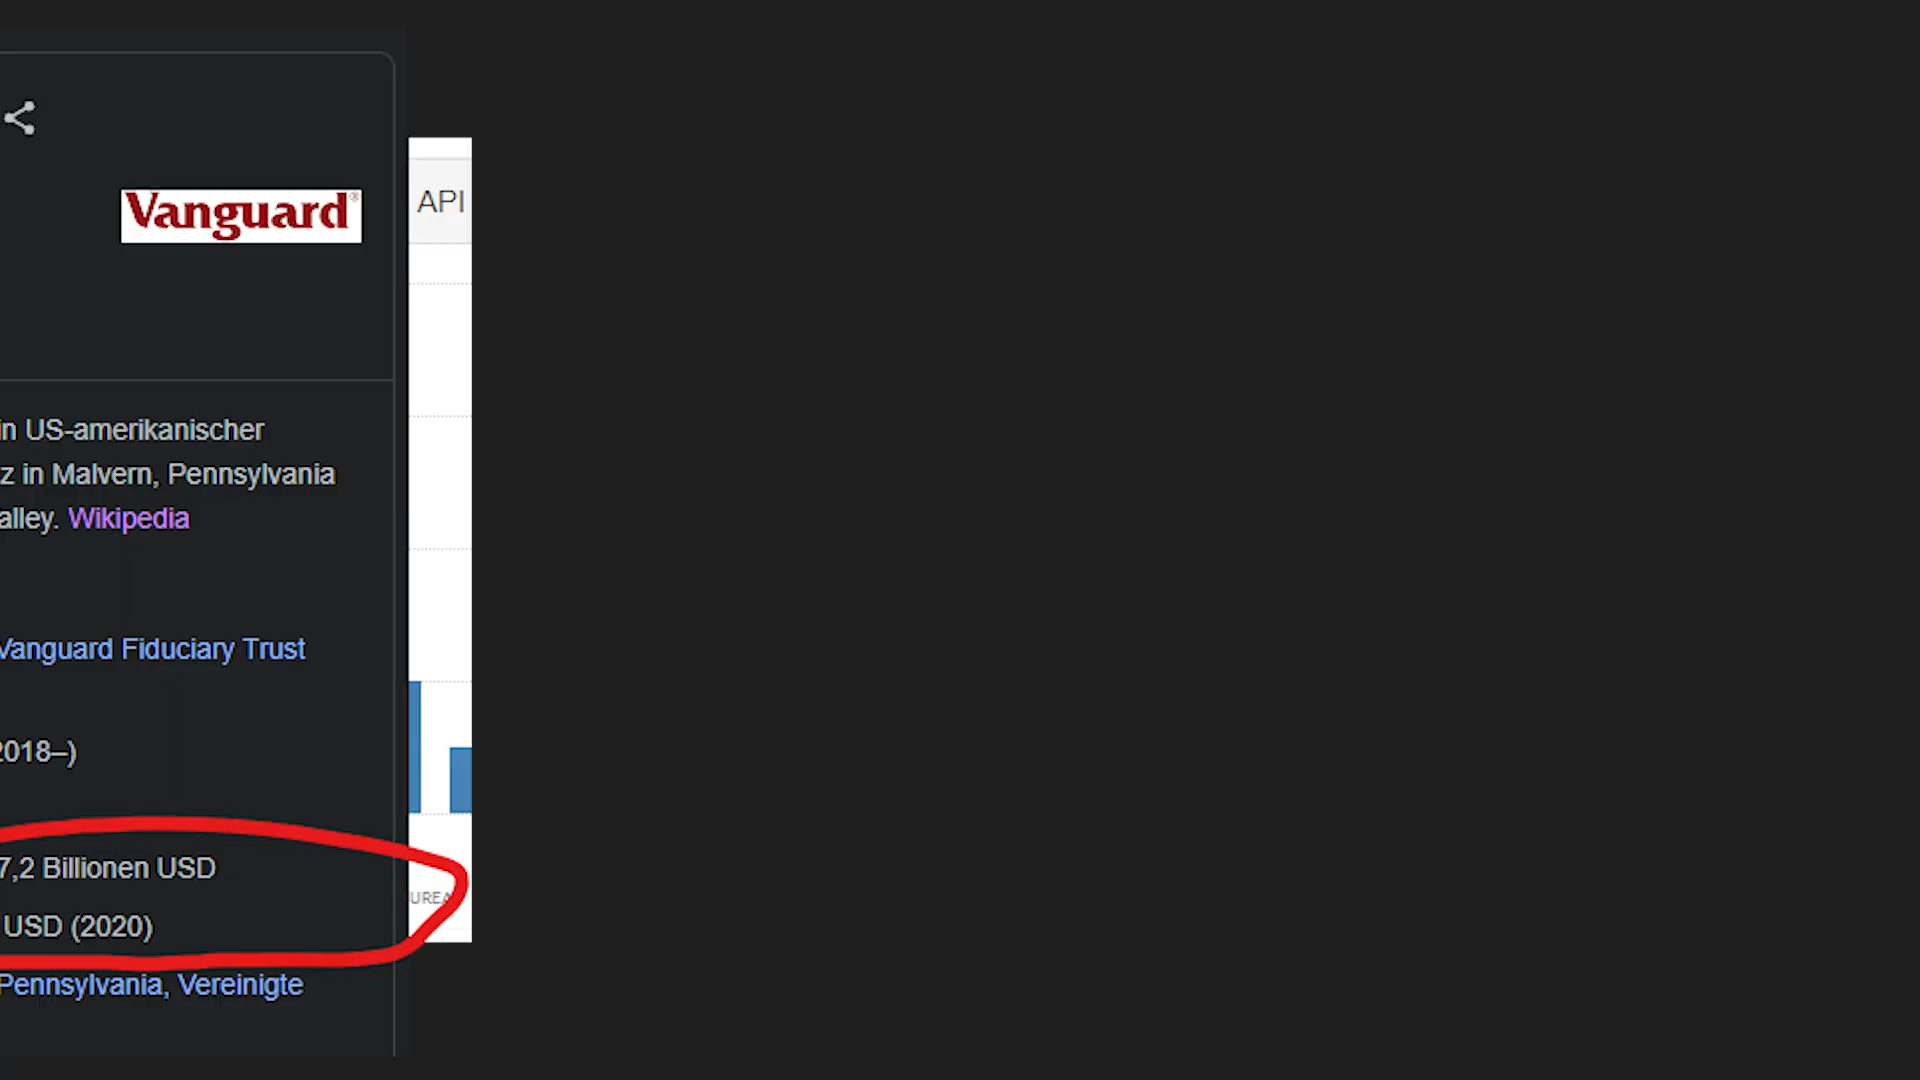 Vanguard®
API
in US-amerikanischer
z in Malvern, Pennsylvania
alley. Wikipedia
Vanguard Fiduciary Trust
2018–)
7,2 Billionen USD
UREA
USD (2020)
Pennsylvania, Vereinigte